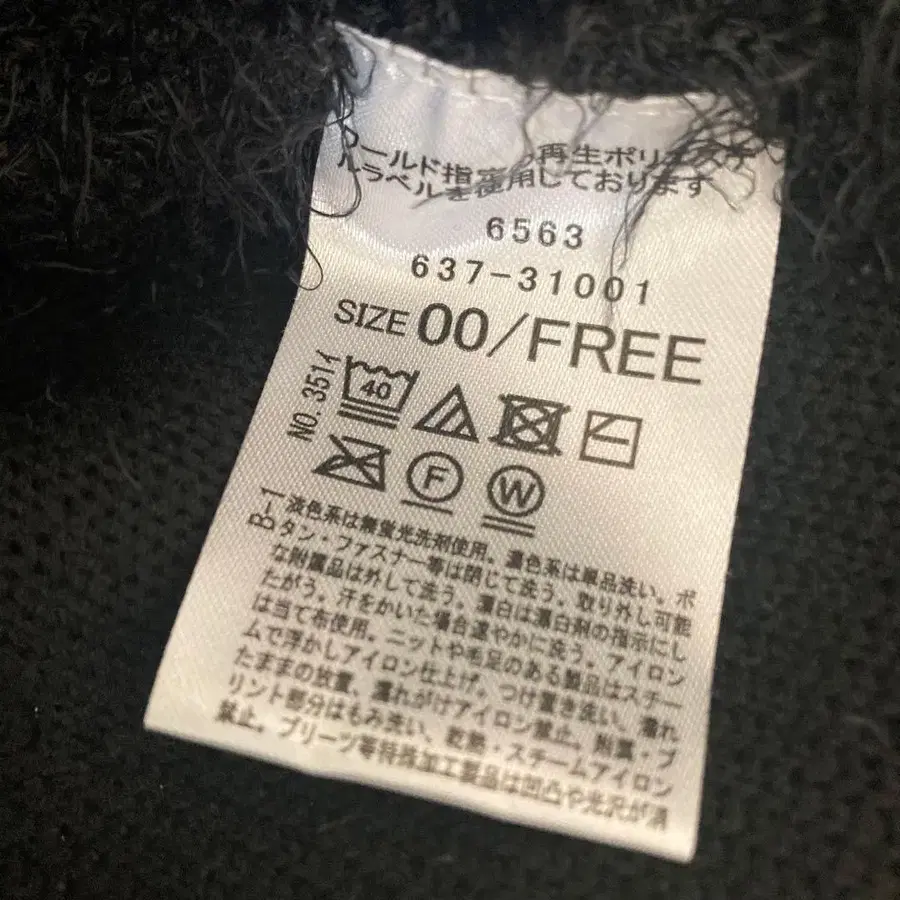 ワールド指定の再生ポリエステ
ルラベルを使用しております
6563
637-31001
SIZE 00/FREE
NO. 351イ
40
F
W
B-1
淡色系は無蛍光洗剤使用。濃色系は単品洗い。ボ
タン・ファスナー等は閉じて洗う。取り外し可能
な附属品は外して洗う。漂白は漂白剤の指示にし
たがう。汗をかいた場合速やかに洗う。アイロン
は当て布使用。ニットや毛足のある製品はスチー
ムで浮かしアイロン仕上げ。つけ置き洗い、濡れ
たままの放置、濡れがけアイロン禁止。附属・プ
リント部分はもみ洗い、乾熱・スチームアイロン
禁止。プリーツ等特殊加工製品は凹凸や光沢が消